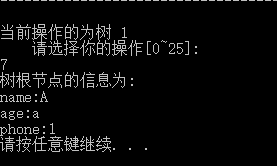 当前操作的为树 1
请选择你的操作[0~25]:
7
树根节点的信息为:
name:A
age:a
phone:1
请按任意键继续. . .